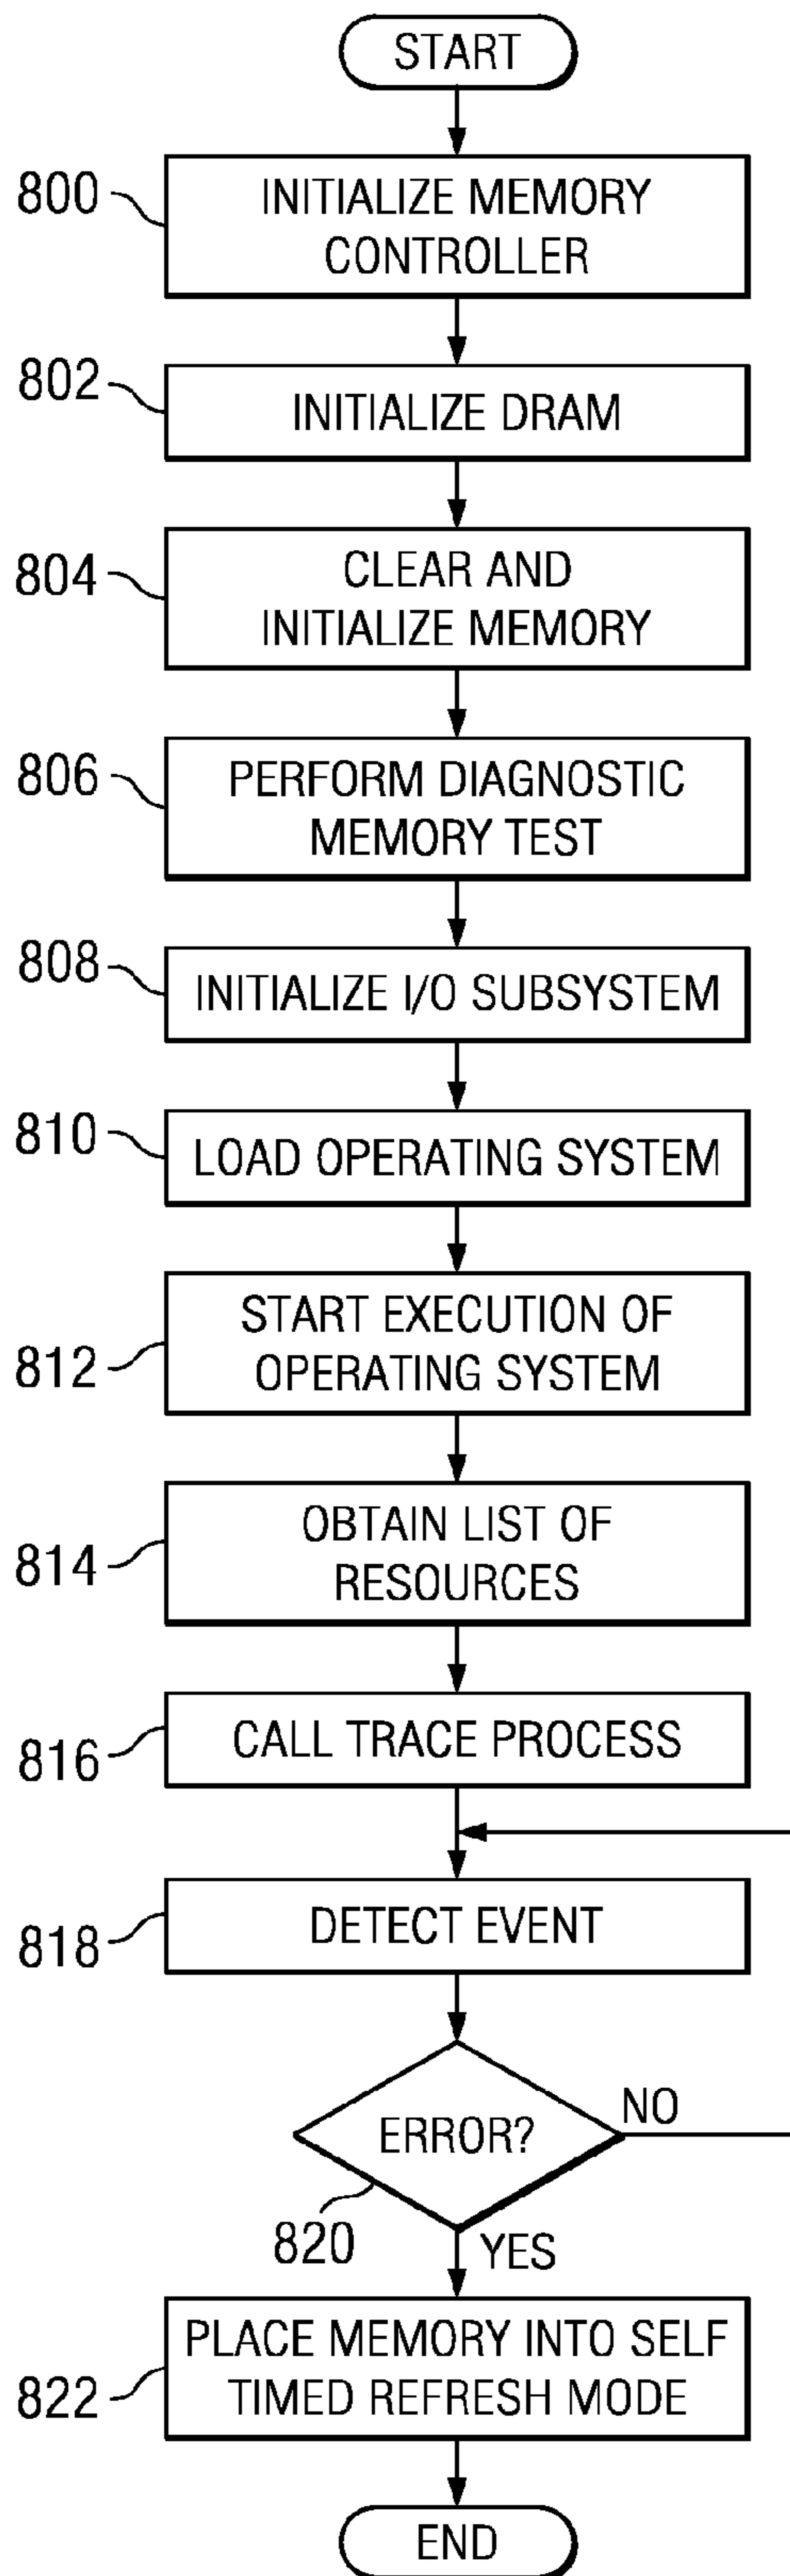 START
800
INITIALIZE MEMORY
CONTROLLER
802
INITIALIZE DRAM
804
CLEAR AND
INITIALIZE MEMORY
806
PERFORM DIAGNOSTIC
MEMORY TEST
808
INITIALIZE I/O SUBSYSTEM
810
LOAD OPERATING SYSTEM
812
START EXECUTION OF
OPERATING SYSTEM
814
OBTAIN LIST OF
RESOURCES
816
CALL TRACE PROCESS
818
DETECT EVENT
ERROR?
NO
820
YES
822
PLACE MEMORY INTO SELF
TIMED REFRESH MODE
END